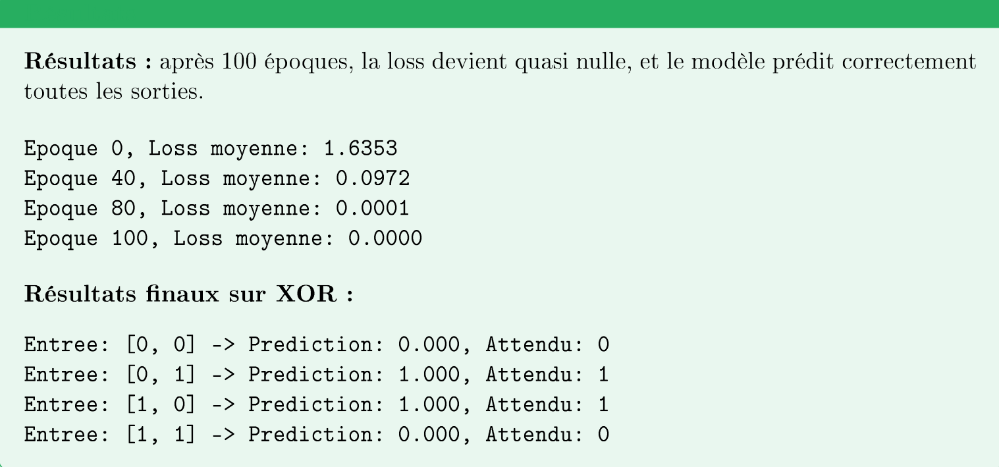 Résultats : après 100 époques, la loss devient quasi nulle, et le modèle prédit correctement
toutes les sorties.
Epoque 0, Loss moyenne: 1.6353
Epoque 40, Loss moyenne: 0.0972
Epoque 80, Loss moyenne: 0.0001
Epoque 100, Loss moyenne: 0.0000
Résultats finaux sur XOR :
Entree: [0, 0] -> Prediction: 0.000, Attendu: 0
Entree: [0, 1] -> Prediction: 1.000, Attendu: 1
Entree: [1, 0] -> Prediction: 1.000, Attendu: 1
Entree: [1, 1] -> Prediction: 0.000, Attendu: 0